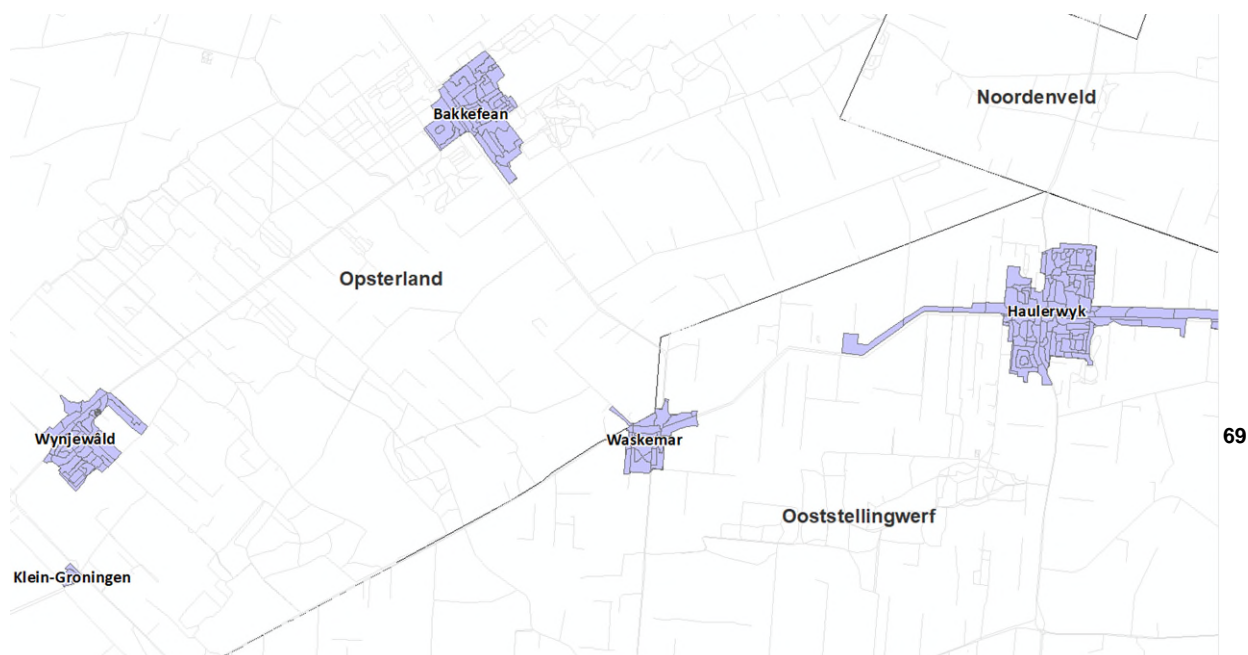 Noordenveld
Bakkefean
Opsterland
Haulerwyk
Wynjewâld
Waskemar
69
Ooststellingwerf
Klein-Groningen